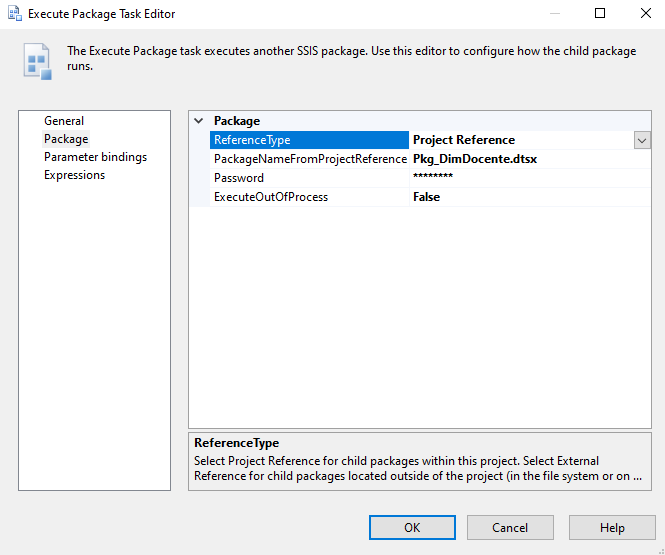 Execute Package Task Editor
The Execute Package task executes another SSIS package. Use this editor to configure how the child package
runs.
General
Package
Parameter bindings
Expressions
Package
ReferenceType Project Reference
PackageNameFromProjectReference Pkg_DimDocente.dtsx
Password ********
ExecuteOutOfProcess False
ReferenceType
Select Project Reference for child packages within this project. Select External
Reference for child packages located outside of the project (in the file system or on ...
OK Cancel Help